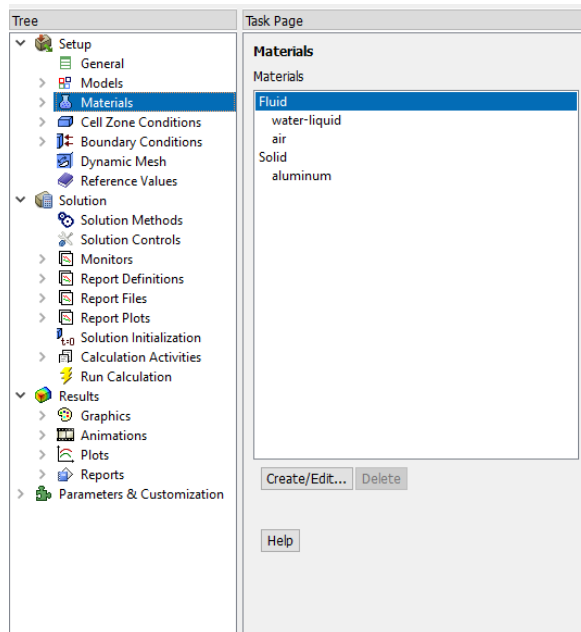 Tree
Setup
General
Models
Materials
Cell Zone Conditions
Boundary Conditions
Dynamic Mesh
Reference Values
Solution
Solution Methods
Solution Controls
Monitors
Report Definitions
Report Files
Report Plots
t=0 Solution Initialization
Calculation Activities
Run Calculation
Results
Graphics
Animations
Plots
Reports
Parameters & Customization
Task Page
Materials
Materials
Fluid
water-liquid
air
Solid
aluminum
Create/Edit... Delete
Help